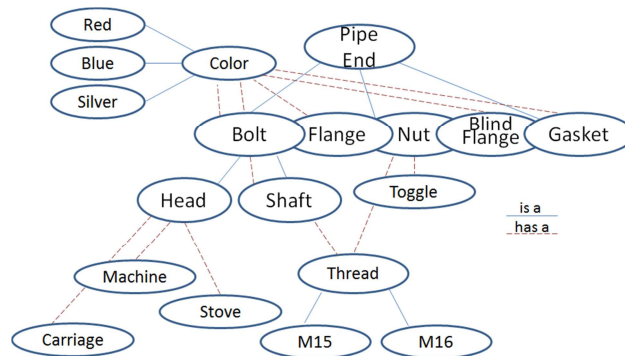 Red
Pipe
End
Blue
Color
Silver
Bolt
Flange
Nut
Blind
Flange
Gasket
Head
Shaft
Toggle
is a
has a
Machine
Thread
Stove
Carriage
M15
M16